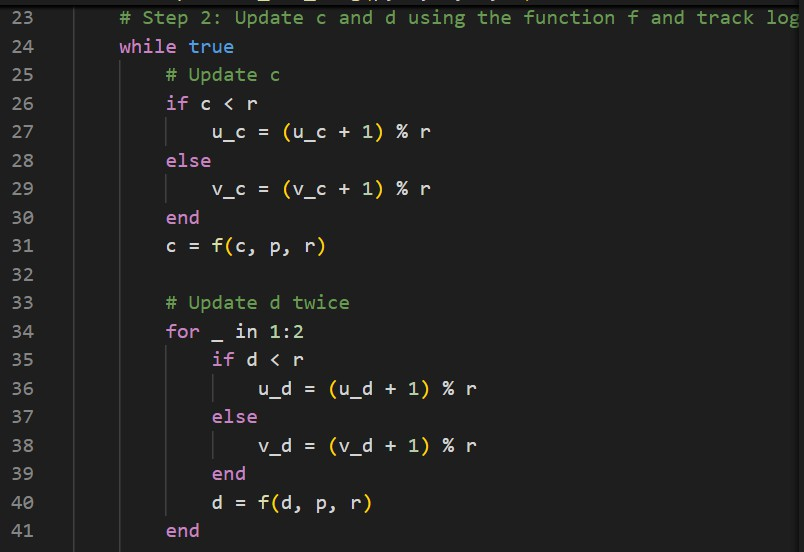 23 # Step 2: Update c and d using the function f and track log
24 while true
25 # Update c
26 if c < r
27 u_c = (u_c + 1) % r
28 else
29 v_c = (v_c + 1) % r
30 end
31 c = f(c, p, r)
32
33 # Update d twice
34 for _ in 1:2
35 if d < r
36 u_d = (u_d + 1) % r
37 else
38 v_d = (v_d + 1) % r
39 end
40 d = f(d, p, r)
41 end